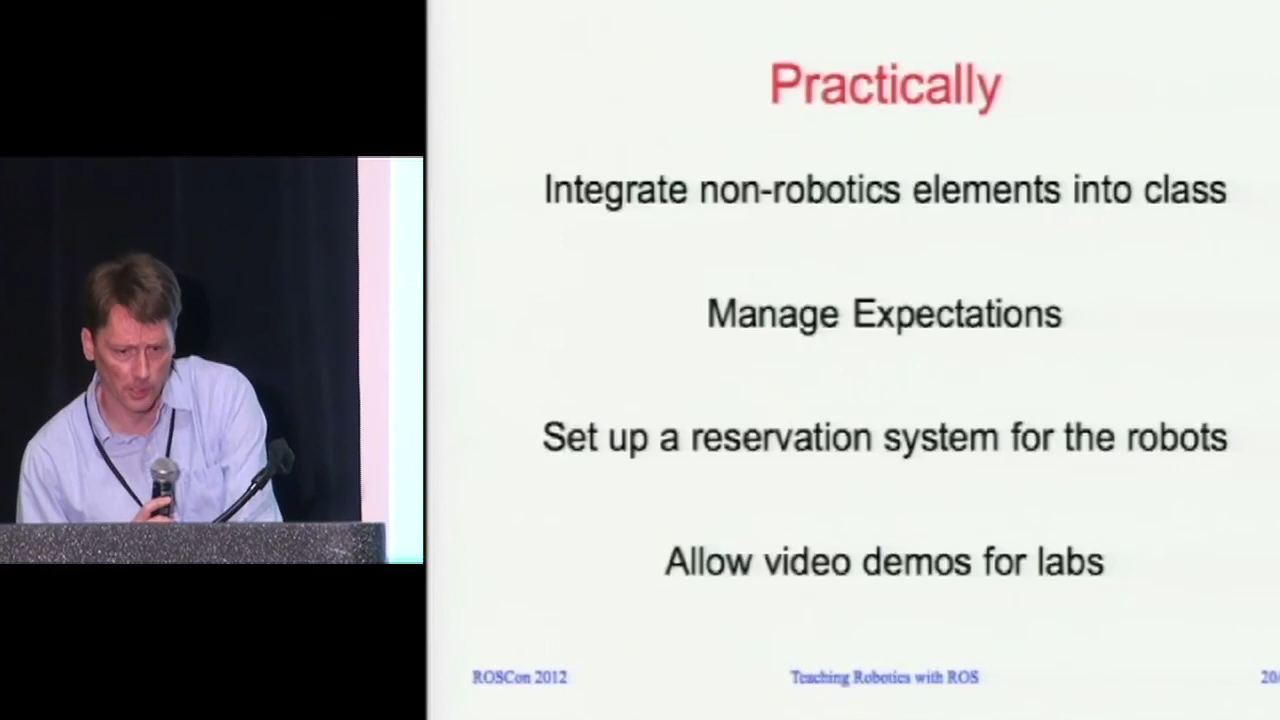 Practically
Integrate non-robotics elements into class
Manage Expectations
Set up a reservation system for the robots
Allow video demos for labs
ROSCon 2012
Teaching Robotics with ROS